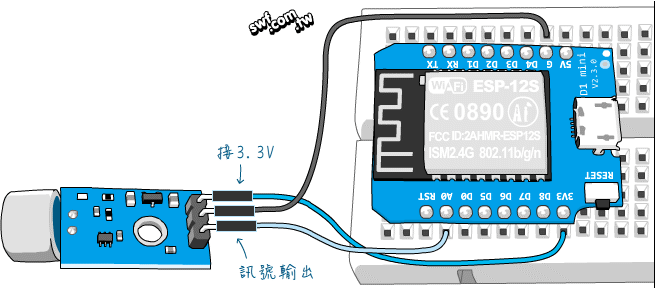 swf
.com
.tw
TX RX D1 D2 D3 D4 G 5V
WiFi ESP-12S
CE 0890
FCC ID:2AHMR-ESP12S
ISM2.4G 802.11b/g/n
D1 mini
V2.3.0
RESET
RST A0 D0 D5 D6 D7 D8 3V3
接3.3V
訊號輸出